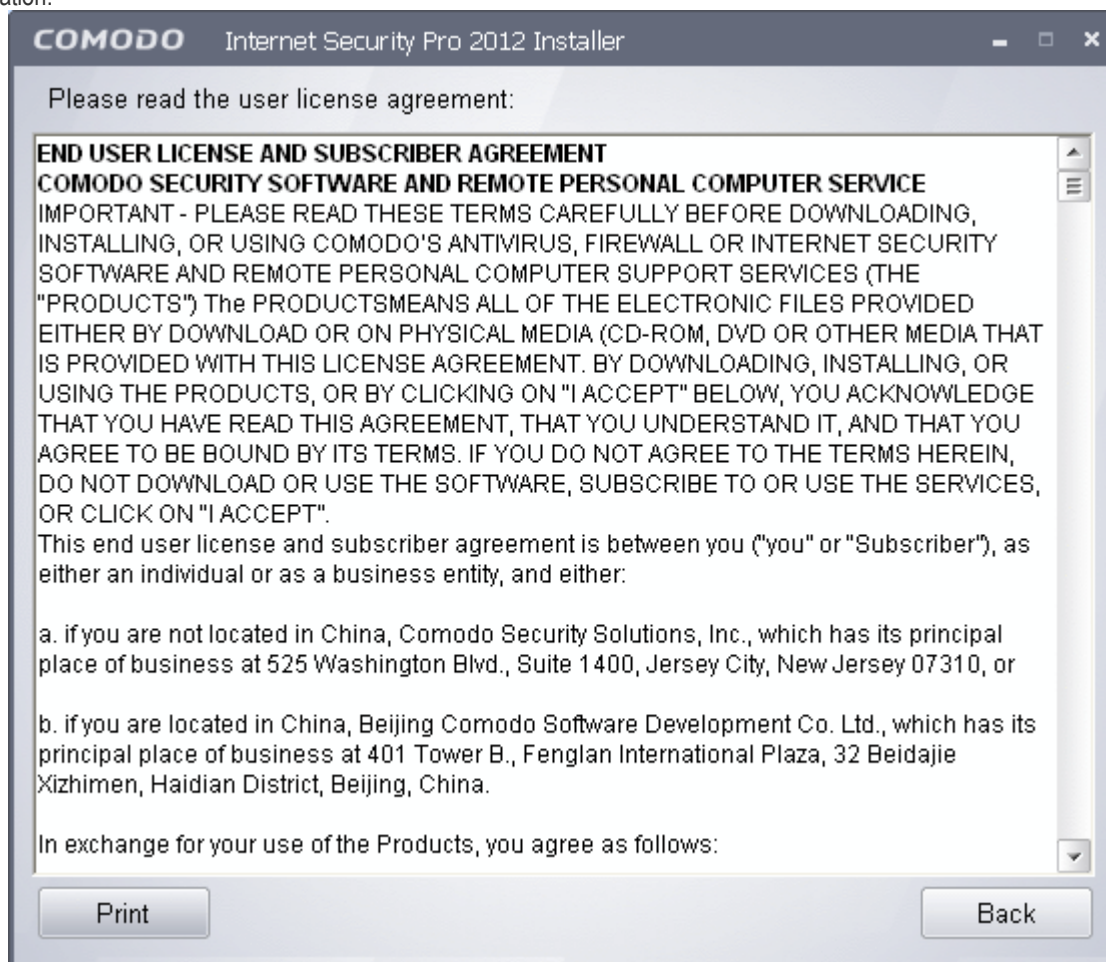 ation.
COMODO Internet Security Pro 2012 Installer
Please read the user license agreement:
END USER LICENSE AND SUBSCRIBER AGREEMENT
COMODO SECURITY SOFTWARE AND REMOTE PERSONAL COMPUTER SERVICE
IMPORTANT - PLEASE READ THESE TERMS CAREFULLY BEFORE DOWNLOADING,
INSTALLING, OR USING COMODO'S ANTIVIRUS, FIREWALL OR INTERNET SECURITY
SOFTWARE AND REMOTE PERSONAL COMPUTER SUPPORT SERVICES (THE
"PRODUCTS") The PRODUCTSMEANS ALL OF THE ELECTRONIC FILES PROVIDED
EITHER BY DOWNLOAD OR ON PHYSICAL MEDIA (CD-ROM, DVD OR OTHER MEDIA THAT
IS PROVIDED WITH THIS LICENSE AGREEMENT. BY DOWNLOADING, INSTALLING, OR
USING THE PRODUCTS, OR BY CLICKING ON "I ACCEPT" BELOW, YOU ACKNOWLEDGE
THAT YOU HAVE READ THIS AGREEMENT, THAT YOU UNDERSTAND IT, AND THAT YOU
AGREE TO BE BOUND BY ITS TERMS. IF YOU DO NOT AGREE TO THE TERMS HEREIN,
DO NOT DOWNLOAD OR USE THE SOFTWARE, SUBSCRIBE TO OR USE THE SERVICES,
OR CLICK ON "I ACCEPT".
This end user license and subscriber agreement is between you ("you" or "Subscriber"), as
either an individual or as a business entity, and either:
a. if you are not located in China, Comodo Security Solutions, Inc., which has its principal
place of business at 525 Washington Blvd., Suite 1400, Jersey City, New Jersey 07310, or
b. if you are located in China, Beijing Comodo Software Development Co. Ltd., which has its
principal place of business at 401 Tower B., Fenglan International Plaza, 32 Beidajie
Xizhimen, Haidian District, Beijing, China.
In exchange for your use of the Products, you agree as follows:
Print
Back